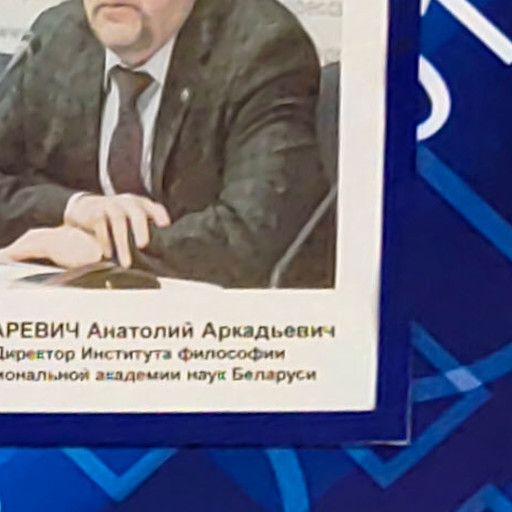 АРЕВИЧ Анатолий Аркадьевич
Директор Института философии
иональной академии наук Беларуси